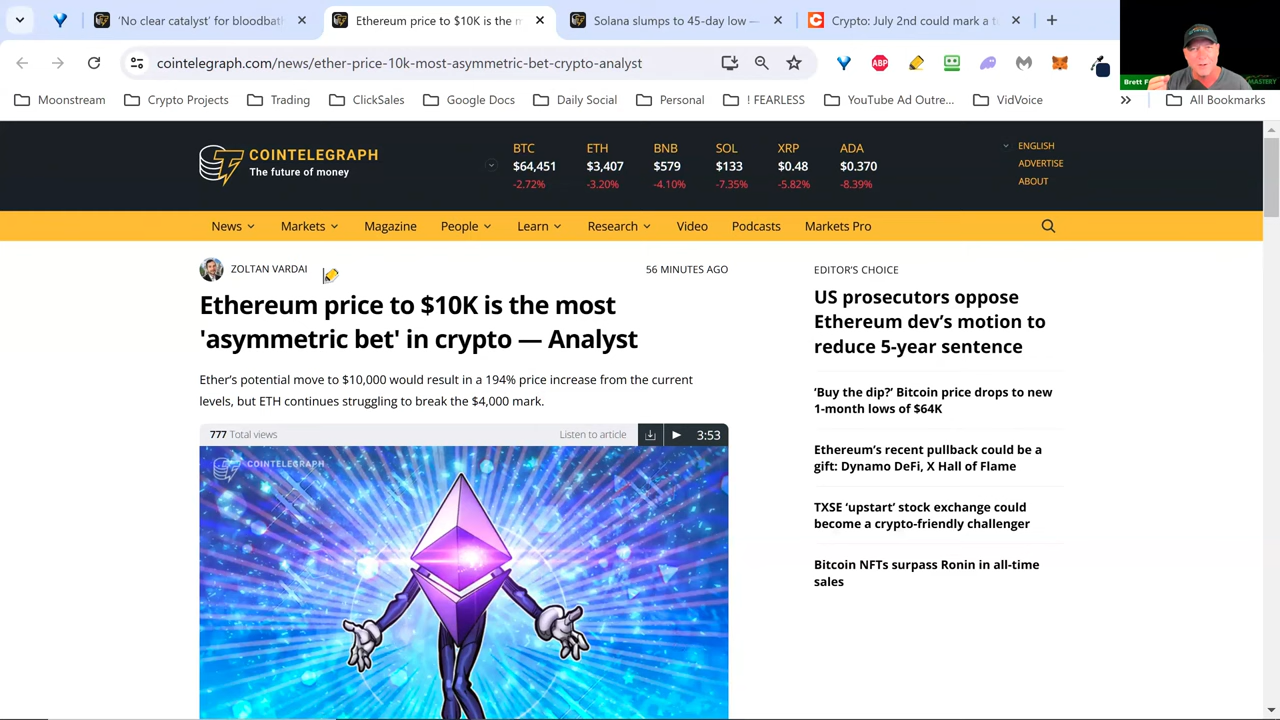 'No clear catalyst' for bloodbat
Ethereum price to $10K is the m
Solana slumps to 45-day low —
Crypto: July 2nd could mark a t
cointelegraph.com/news/ether-price-10k-most-asymmetric-bet-crypto-analyst
ABP
Brett F
MASTERY
Moonstream
Crypto Projects
Trading
ClickSales
Google Docs
Daily Social
Personal
! FEARLESS
YouTube Ad Outre...
VidVoice
All Bookmarks
COINTELEGRAPH
The future of money
BTC ETH BNB SOL XRP ADA
$64,451 $3,407 $579 $133 $0.48 $0.370
-2.72% -3.20% -4.10% -7.35% -5.82% -8.39%
ENGLISH
ADVERTISE
ABOUT
News Markets Magazine People Learn Research Video Podcasts Markets Pro
ZOLTAN VARDAI
56 MINUTES AGO
Ethereum price to $10K is the most
'asymmetric bet' in crypto — Analyst
Ether's potential move to $10,000 would result in a 194% price increase from the current
levels, but ETH continues struggling to break the $4,000 mark.
777 Total views
Listen to article
3:53
COINTELEGRAPH
EDITOR'S CHOICE
US prosecutors oppose
Ethereum dev's motion to
reduce 5-year sentence
'Buy the dip?' Bitcoin price drops to new
1-month lows of $64K
Ethereum's recent pullback could be a
gift: Dynamo DeFi, X Hall of Flame
TXSE 'upstart' stock exchange could
become a crypto-friendly challenger
Bitcoin NFTs surpass Ronin in all-time
sales